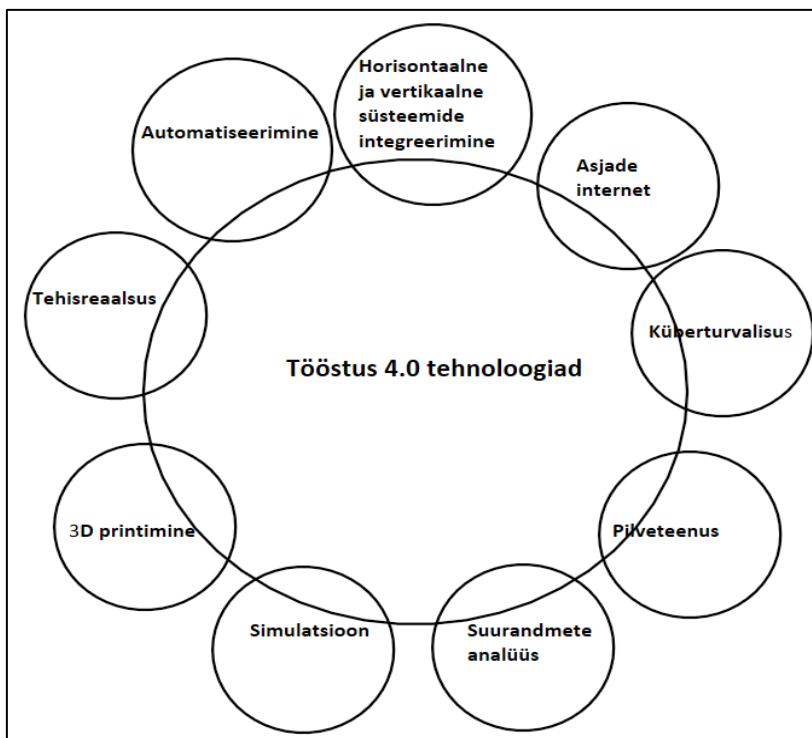 Horisontaalne
ja vertikaalne
süsteemide
integreerimine
Automatiseerimine
Asjade
internet
Tehisreaalsus
Küberturvalisus
Tööstus 4.0 tehnoloogiad
3D printimine
Pilveteenus
Simulatsioon
Suurandmete
analüüs